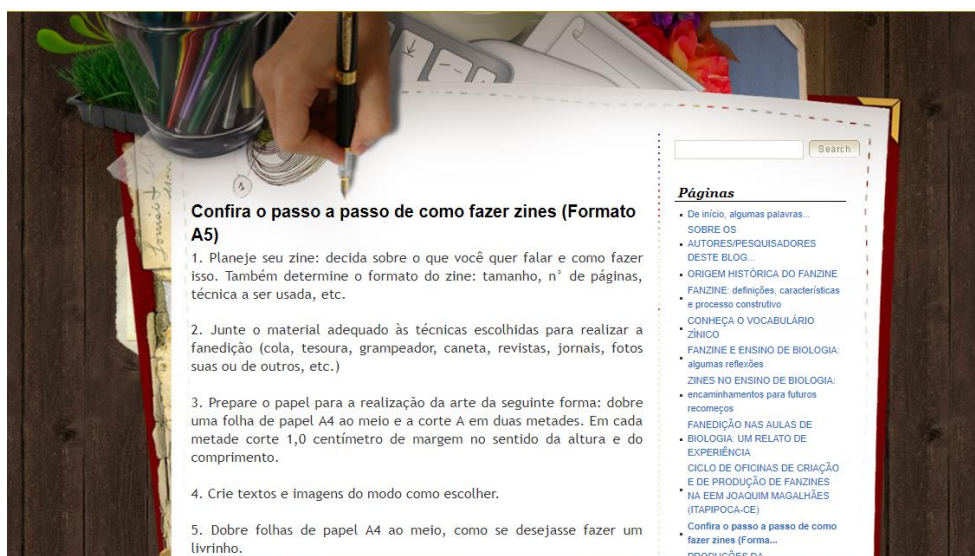 Confira o passo a passo de como fazer zines (Formato
A5)
1. Planeje seu zine: decida sobre o que você quer falar e como fazer
isso. Também determine o formato do zine: tamanho, n° de páginas,
técnica a ser usada, etc.
2. Junte o material adequado às técnicas escolhidas para realizar a
fanedição (cola, tesoura, grampeador, caneta, revistas, jornais, fotos
suas ou de outros, etc.)
3. Prepare o papel para a realização da arte da seguinte forma: dobre
uma folha de papel A4 ao meio e a corte A em duas metades. Em cada
metade corte 1,0 centímetro de margem no sentido da altura e do
comprimento.
4. Crie textos e imagens do modo como escolher.
5. Dobre folhas de papel A4 ao meio, como se desejasse fazer um
livrinho.
Search
Páginas
De início, algumas palavras...
SOBRE OS
AUTORES/PESQUISADORES
DESTE BLOG...
ORIGEM HISTÓRICA DO FANZINE
FANZINE: definições, características
e processo construtivo
CONHEÇA O VOCABULÁRIO
ZÍNICO
FANZINE E ENSINO DE BIOLOGIA:
algumas reflexões
ZINES NO ENSINO DE BIOLOGIA:
encaminhamentos para futuros
recomeços
FANEDIÇÃO NAS AULAS DE
BIOLOGIA: UM RELATO DE
EXPERIÊNCIA
CICLO DE OFICINAS DE CRIAÇÃO
E DE PRODUÇÃO DE FANZINES
NA EEM JOAQUIM MAGALHÃES
(ITAPIPOCA-CE)
Confira o passo a passo de como
fazer zines (Forma...
PRODUÇÕES DA